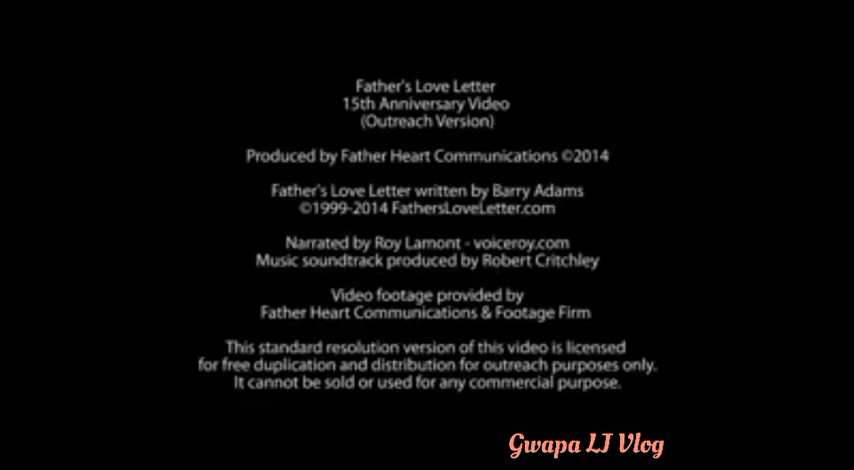 Father's Love Letter
15th Anniversary Video
(Outreach Version)
Produced by Father Heart Communications ©2014
Father's Love Letter written by Barry Adams
©1999-2014 FathersLoveLetter.com
Narrated by Roy Lamont - voiceroy.com
Music soundtrack produced by Robert Critchley
Video footage provided by
Father Heart Communications & Footage Firm
This standard resolution version of this video is licensed
for free duplication and distribution for outreach purposes only.
It cannot be sold or used for any commercial purpose.
Gwapa LJ Vlog